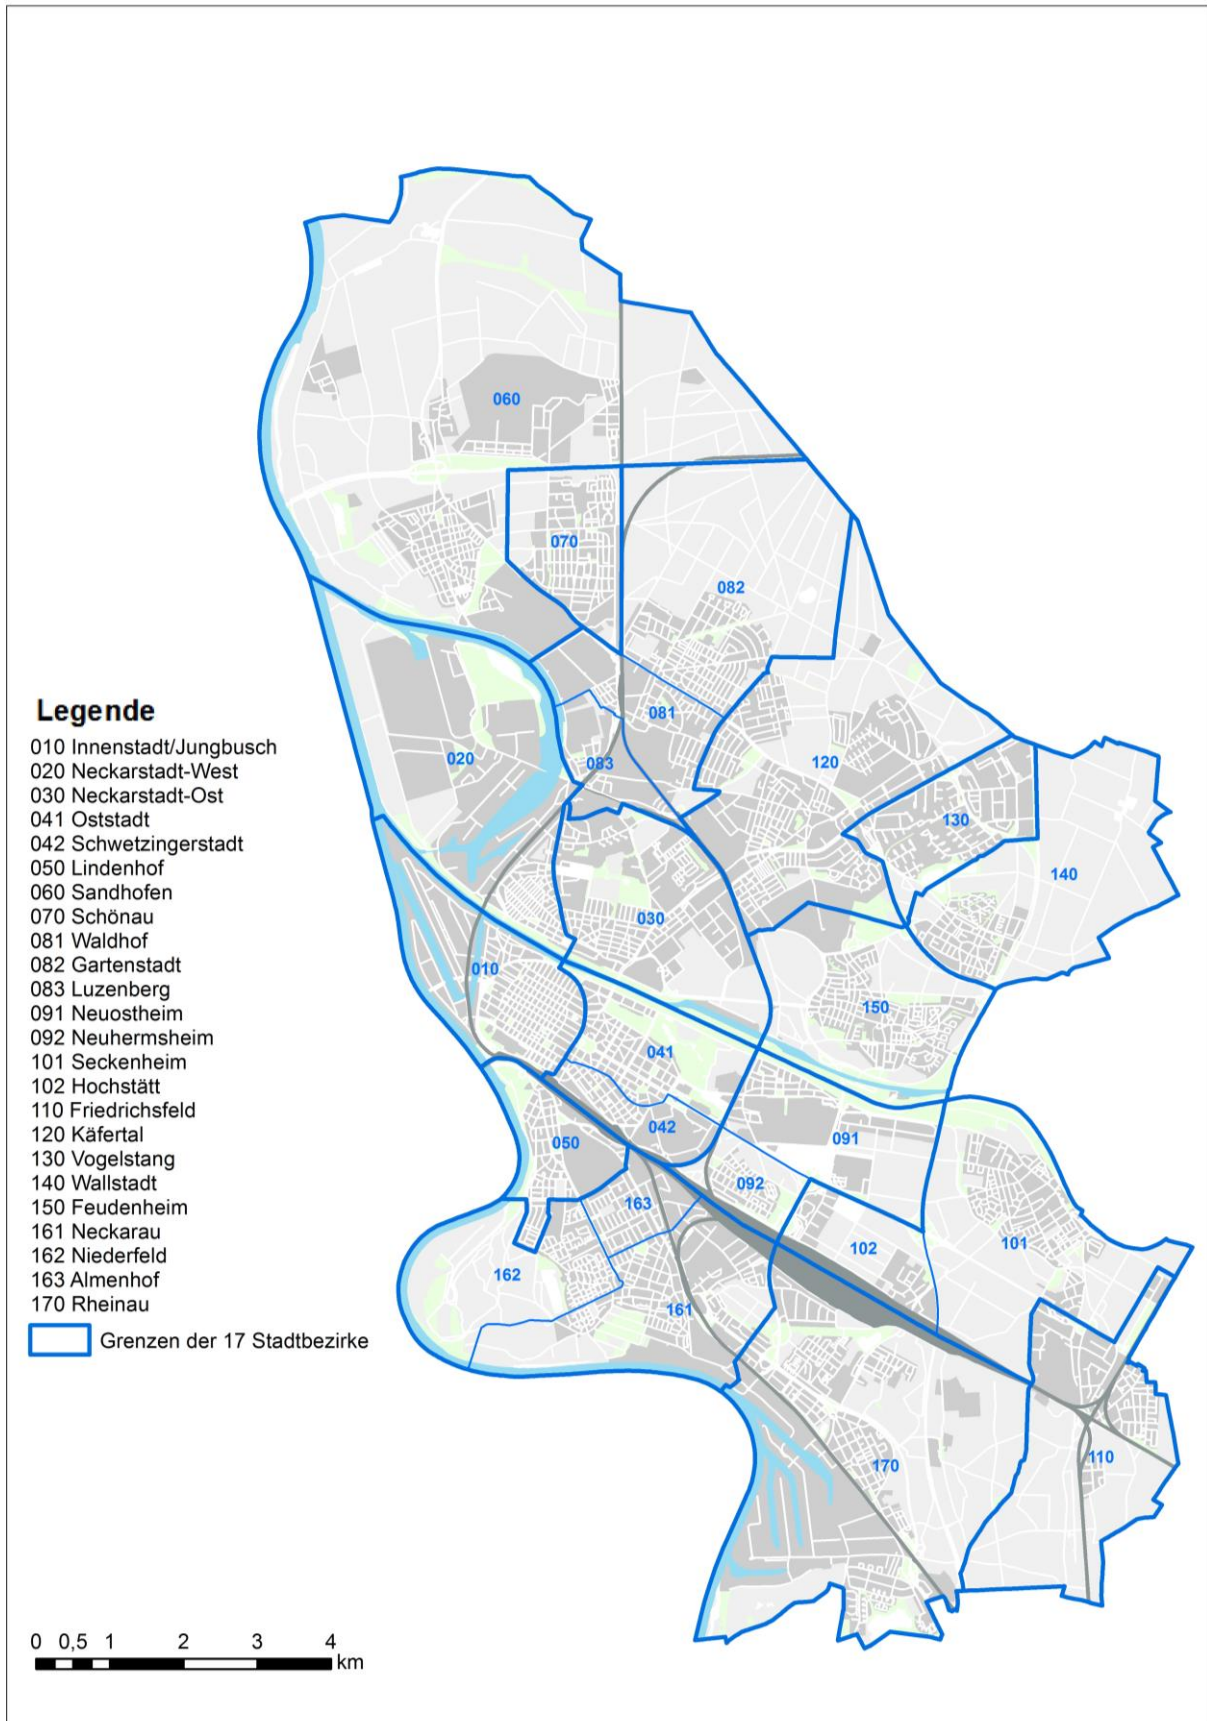 060
070
082
081
083
020
120
130
140
030
010
150
041
042
091
050
092
163
102
101
162
161
170
110
Legende
010 Innenstadt/Jungbusch
020 Neckarstadt-West
030 Neckarstadt-Ost
041 Oststadt
042 Schwetzingerstadt
050 Lindenhof
060 Sandhofen
070 Schönau
081 Waldhof
082 Gartenstadt
083 Luzenberg
091 Neuostheim
092 Neuhermsheim
101 Seckenheim
102 Hochstätt
110 Friedrichsfeld
120 Käfertal
130 Vogelstang
140 Wallstadt
150 Feudenheim
161 Neckarau
162 Niederfeld
163 Almenhof
170 Rheinau
Grenzen der 17 Stadtbezirke
0 0,5 1 2 3 4
km